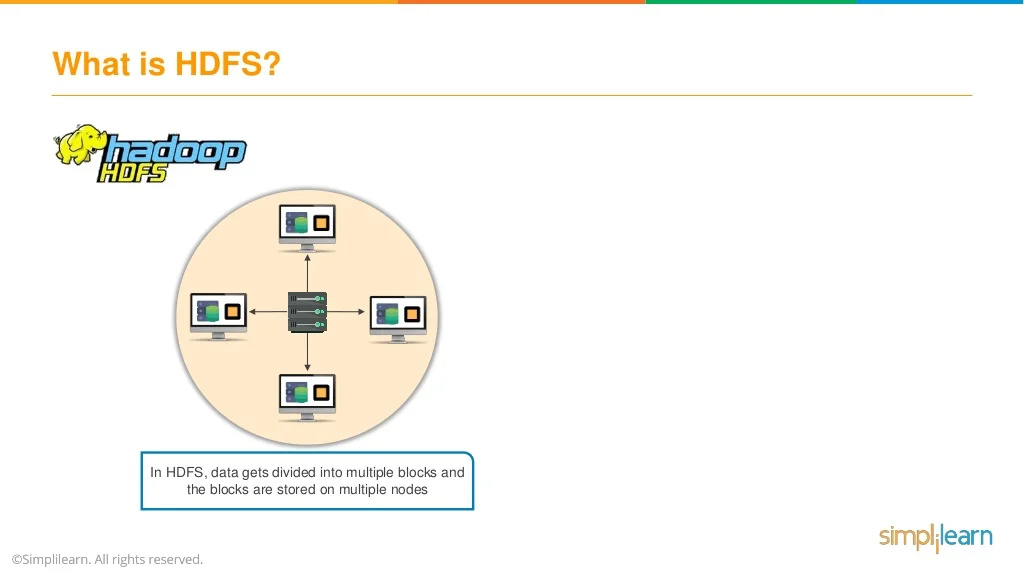 What is HDFS?
hadoop
HDFS
In HDFS, data gets divided into multiple blocks and
the blocks are stored on multiple nodes
simplilearn
©Simplilearn. All rights reserved.